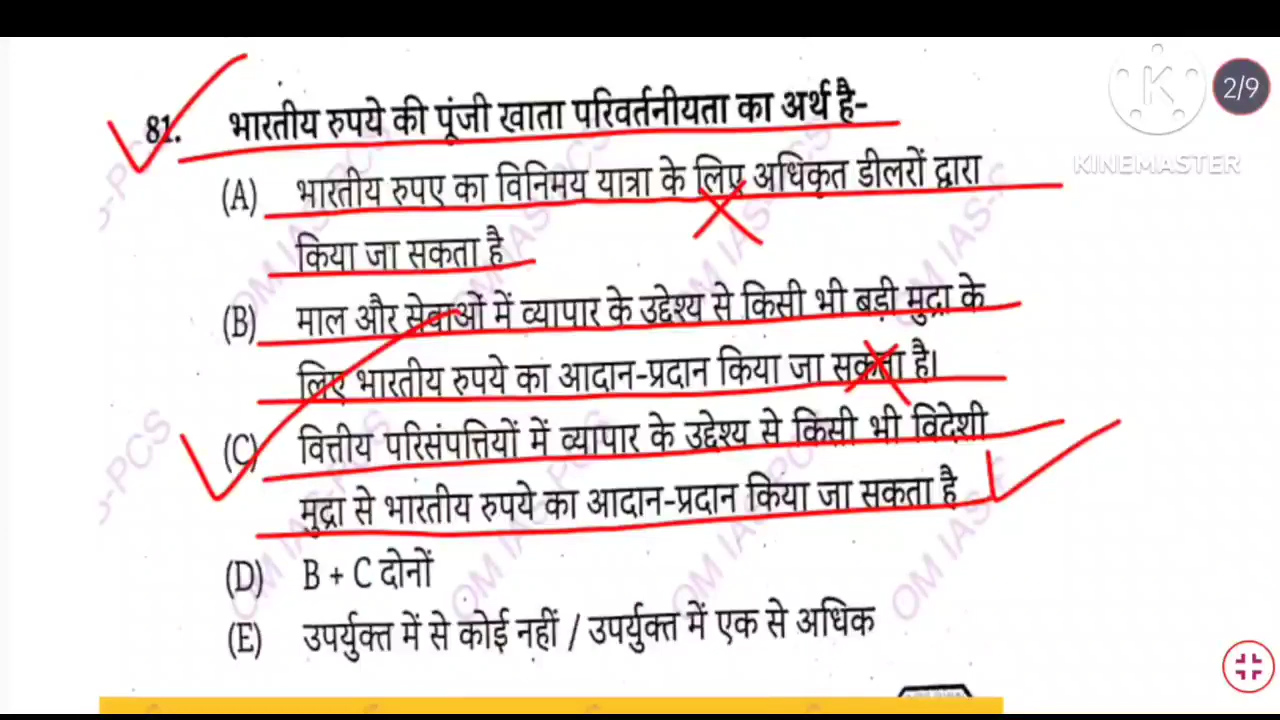 2/9
KINEMASTER
81. भारतीय रुपये की पूंजी खाता परिवर्तनीयता का अर्थ है-
(A) भारतीय रुपए का विनिमय यात्रा के लिए अधिकृत डीलरों द्वारा
किया जा सकता है
(B) माल और सेवाओं में व्यापार के उद्देश्य से किसी भी बड़ी मुद्रा के
लिए भारतीय रुपये का आदान-प्रदान किया जा सकता है।
(C) वित्तीय परिसंपत्तियों में व्यापार के उद्देश्य से किसी भी विदेशी
मुद्रा से भारतीय रुपये का आदान-प्रदान किया जा सकता है
(D) B + C दोनों
(E) उपर्युक्त में से कोई नहीं / उपर्युक्त में एक से अधिक